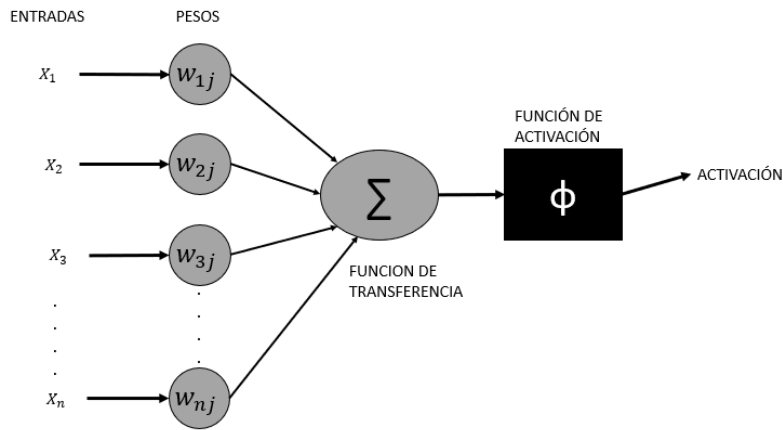 ENTRADAS
PESOS
X₁
w₁ⱼ
FUNCIÓN DE
ACTIVACIÓN
X₂
w₂ⱼ
∑
ϕ
ACTIVACIÓN
X₃
w₃ⱼ
FUNCION DE
TRANSFERENCIA
Xₙ
wₙⱼ